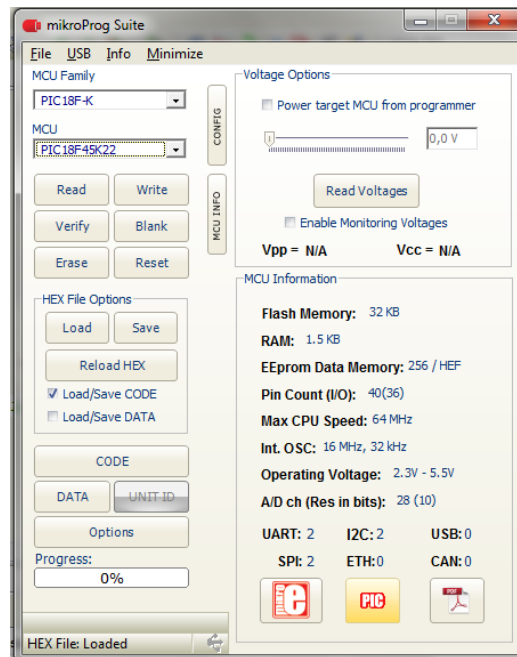 mikroProg Suite
File USB Info Minimize
MCU Family
PIC18F-K
MCU
PIC18F45K22
Read Write
Verify Blank
Erase Reset
HEX File Options
Load Save
Reload HEX
Load/Save CODE
Load/Save DATA
CODE
DATA UNIT ID
Options
Progress:
0%
HEX File: Loaded
CONFIG
MCU INFO
Voltage Options
Power target MCU from programmer
0,0 V
Read Voltages
Enable Monitoring Voltages
Vpp = N/A Vcc = N/A
MCU Information
Flash Memory: 32 KB
RAM: 1.5 KB
EEprom Data Memory: 256 / HEF
Pin Count (I/O): 40(36)
Max CPU Speed: 64 MHz
Int. OSC: 16 MHz, 32 kHz
Operating Voltage: 2.3V - 5.5V
A/D ch (Res in bits): 28 (10)
UART: 2 I2C: 2 USB: 0
SPI: 2 ETH:0 CAN: 0
e PIC PDF